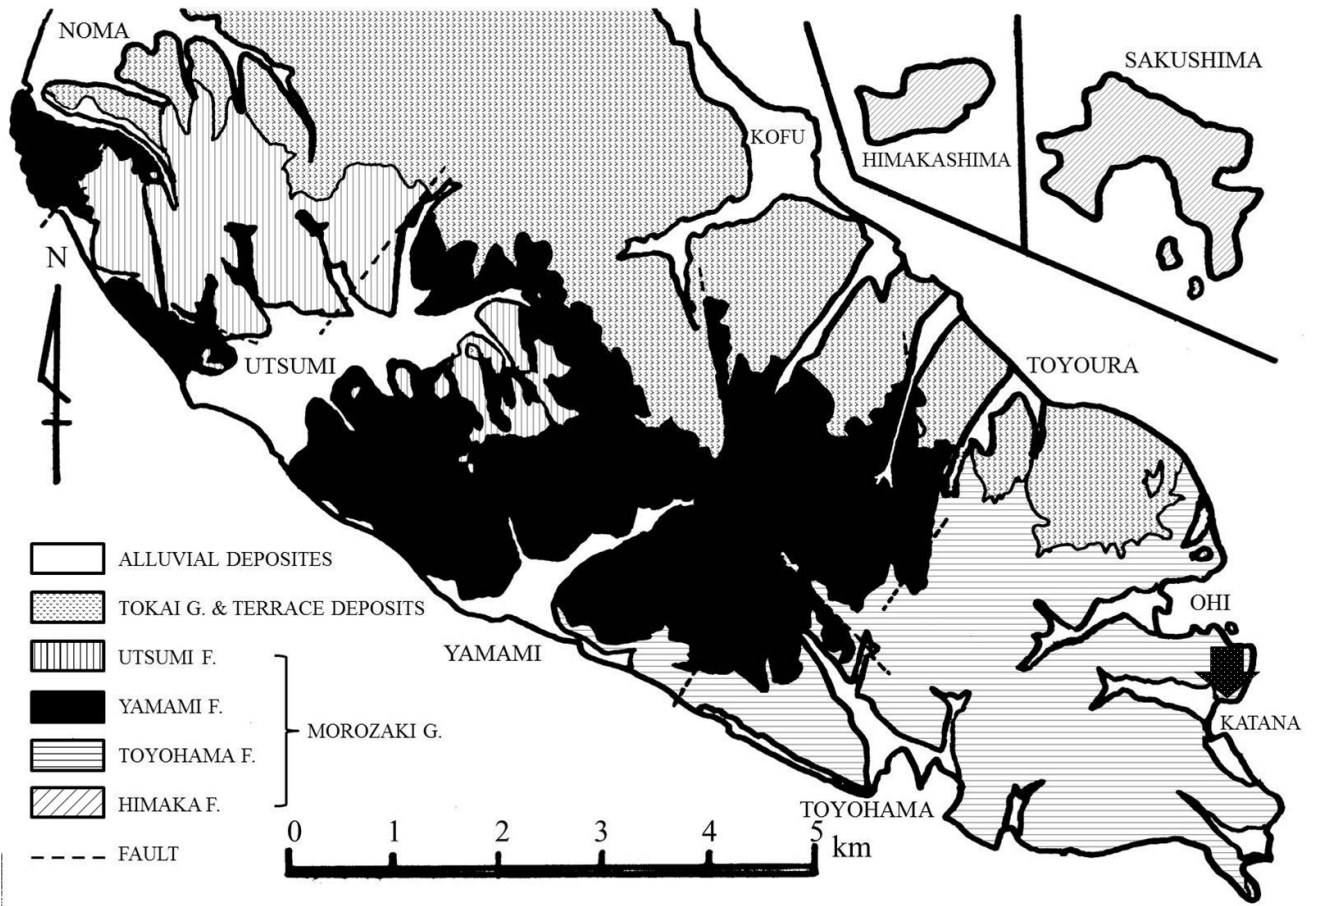 NOMA
SAKUSHIMA
KOFU
HIMAKASHIMA
N
UTSUMI
TOYOURA
ALLUVIAL DEPOSITES
TOKAI G. & TERRACE DEPOSITS
OHI
UTSUMI F.
YAMAMI
YAMAMI F.
MOROZAKI G.
KATANA
TOYOHAMA F.
HIMAKA F.
TOYOHAMA
0 1 2 3 4 5 km
FAULT